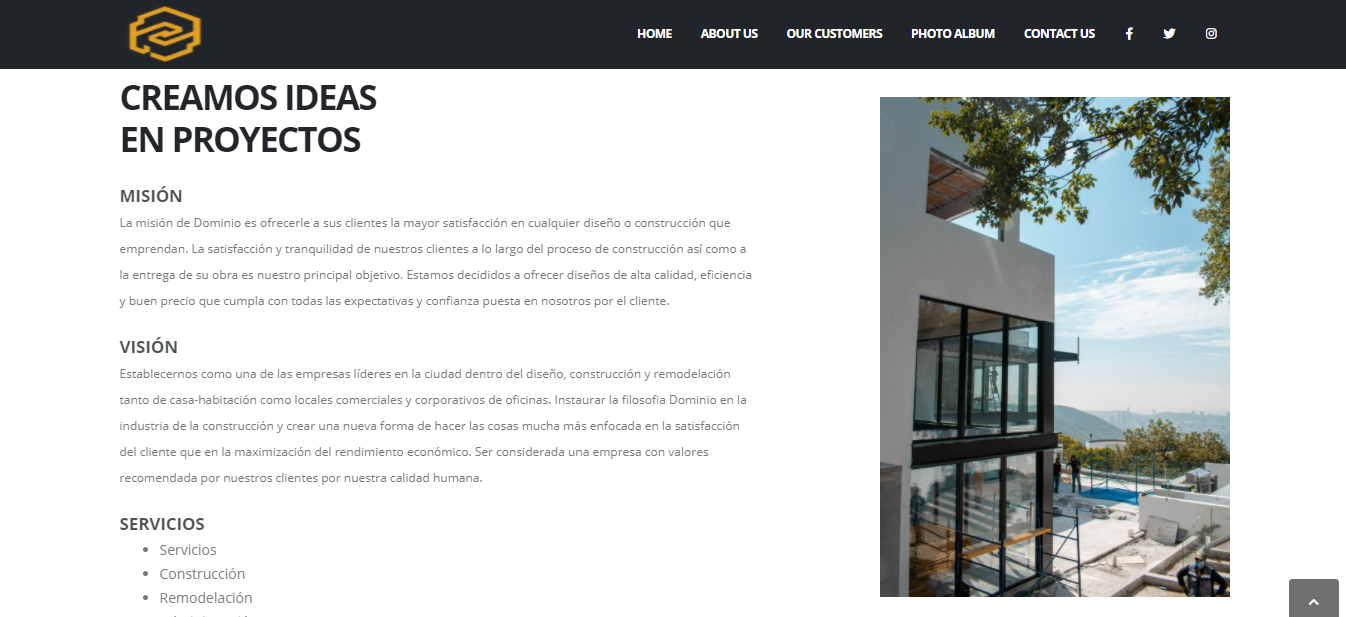 HOME ABOUT US OUR CUSTOMERS PHOTO ALBUM CONTACT US
CREAMOS IDEAS
EN PROYECTOS
MISIÓN
La misión de Dominio es ofrecerle a sus clientes la mayor satisfacción en cualquier diseño o construcción que
emprendan. La satisfacción y tranquilidad de nuestros clientes a lo largo del proceso de construcción así como a
la entrega de su obra es nuestro principal objetivo. Estamos decididos a ofrecer diseños de alta calidad, eficiencia
y buen precio que cumpla con todas las expectativas y confianza puesta en nosotros por el cliente.
VISIÓN
Establecernos como una de las empresas líderes en la ciudad dentro del diseño, construcción y remodelación
tanto de casa-habitación como locales comerciales y corporativos de oficinas. Instaurar la filosofia Dominio en la
industria de la construcción y crear una nueva forma de hacer las cosas mucha más enfocada en la satisfacción
del cliente que en la maximización del rendimiento económico. Ser considerada una empresa con valores
recomendada por nuestros clientes por nuestra calidad humana.
SERVICIOS
Servicios
Construcción
Remodelación